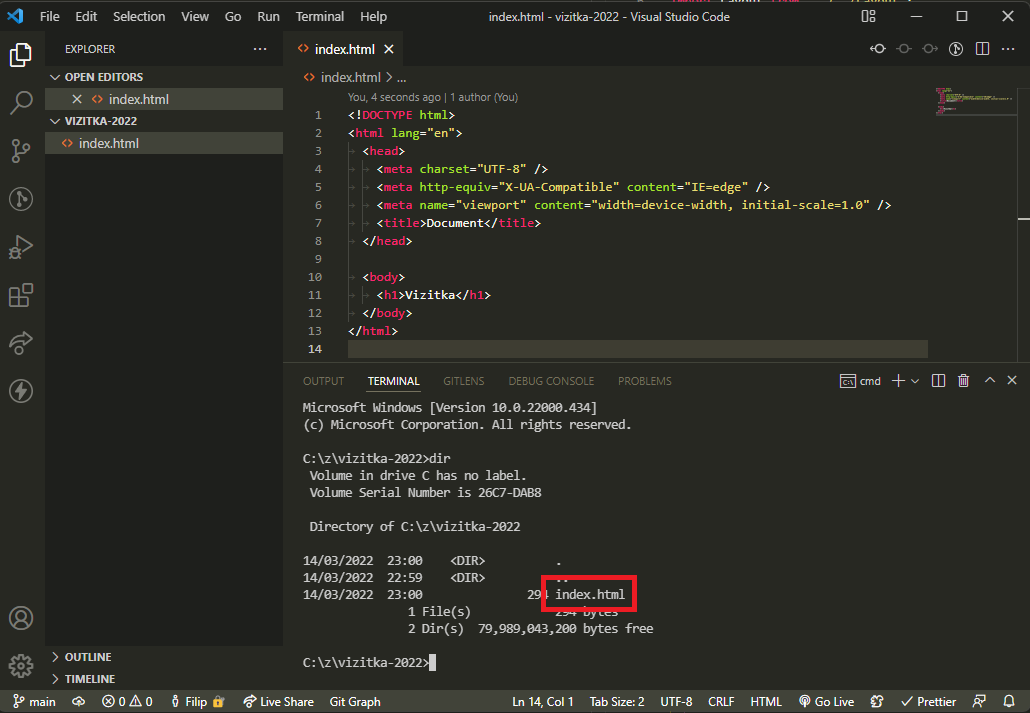 File Edit Selection View Go Run Terminal Help index.html - vizitka-2022 - Visual Studio Code
EXPLORER
OPEN EDITORS
index.html
VIZITKA-2022
index.html
OUTLINE
TIMELINE
index.html
index.html > ...
You, 4 seconds ago | 1 author (You)
1 <!DOCTYPE html>
2 <html lang="en">
3 <head>
4 <meta charset="UTF-8" />
5 <meta http-equiv="X-UA-Compatible" content="IE=edge" />
6 <meta name="viewport" content="width=device-width, initial-scale=1.0" />
7 <title>Document</title>
8 </head>
9
10 <body>
11 <h1>Vizitka</h1>
12 </body>
13 </html>
14
OUTPUT TERMINAL GITLENS DEBUG CONSOLE PROBLEMS cmd
Microsoft Windows [Version 10.0.22000.434]
(c) Microsoft Corporation. All rights reserved.
C:\z\vizitka-2022>dir
Volume in drive C has no label.
Volume Serial Number is 26C7-DAB8
Directory of C:\z\vizitka-2022
14/03/2022 23:00 <DIR> .
14/03/2022 22:59 <DIR> ..
14/03/2022 23:00 294 index.html
1 File(s) 294 bytes
2 Dir(s) 79,989,043,200 bytes free
C:\z\vizitka-2022>
main 0 0 Filip Live Share Git Graph Ln 14, Col 1 Tab Size: 2 UTF-8 CRLF HTML Go Live Prettier